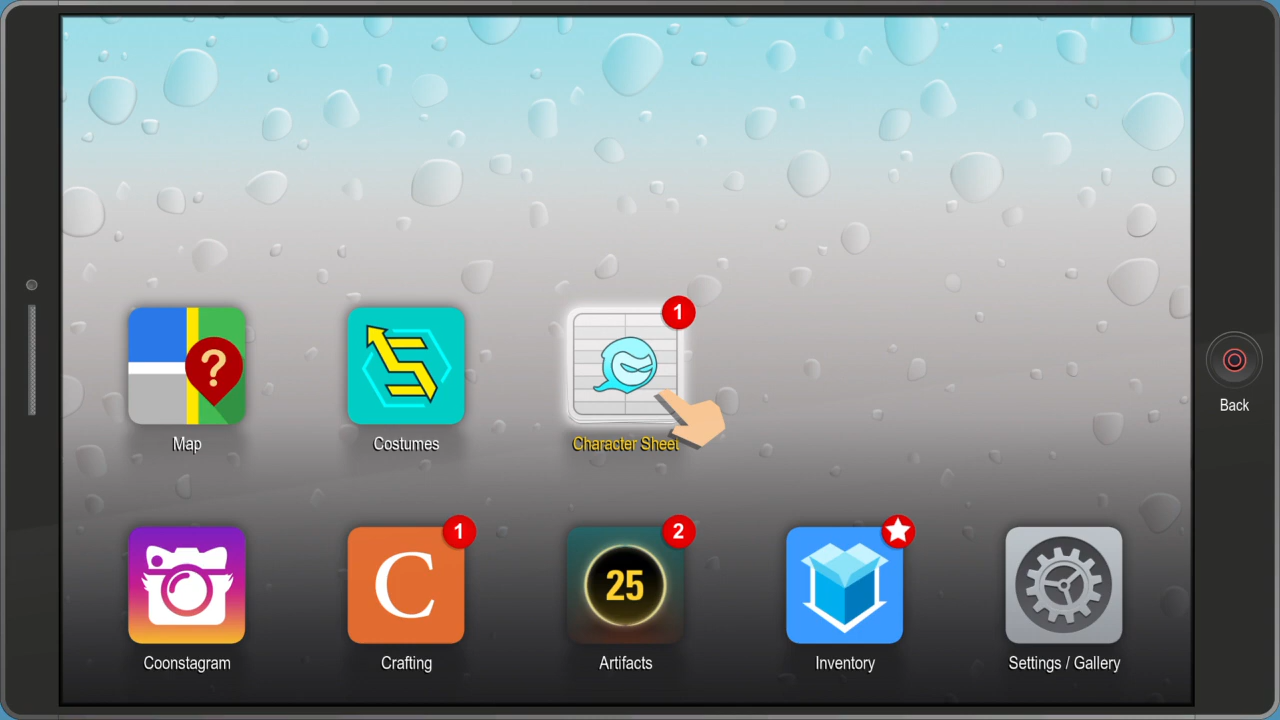 1
?
Map
Costumes
Character Sheet
Back
1
2
C
25
Coonstagram
Crafting
Artifacts
Inventory
Settings / Gallery